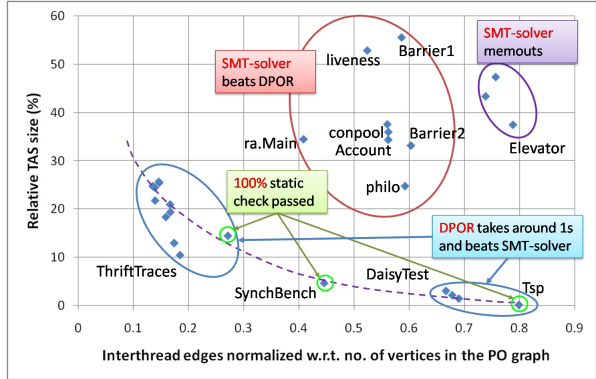 60
50
40
30
20
10
0
Relative TAS size (%)
0
0.1
0.2
0.3
0.4
0.5
0.6
0.7
0.8
0.9
Interthread edges normalized w.r.t. no. of vertices in the PO graph
SMT-solver
beats DPOR
liveness
Barrier1
SMT-solver
memouts
ra.Main
conpool
Account
Barrier2
Elevator
philo
100% static
check passed
DPOR takes around 1s
and beats SMT-solver
ThriftTraces
SynchBench
DaisyTest
Tsp